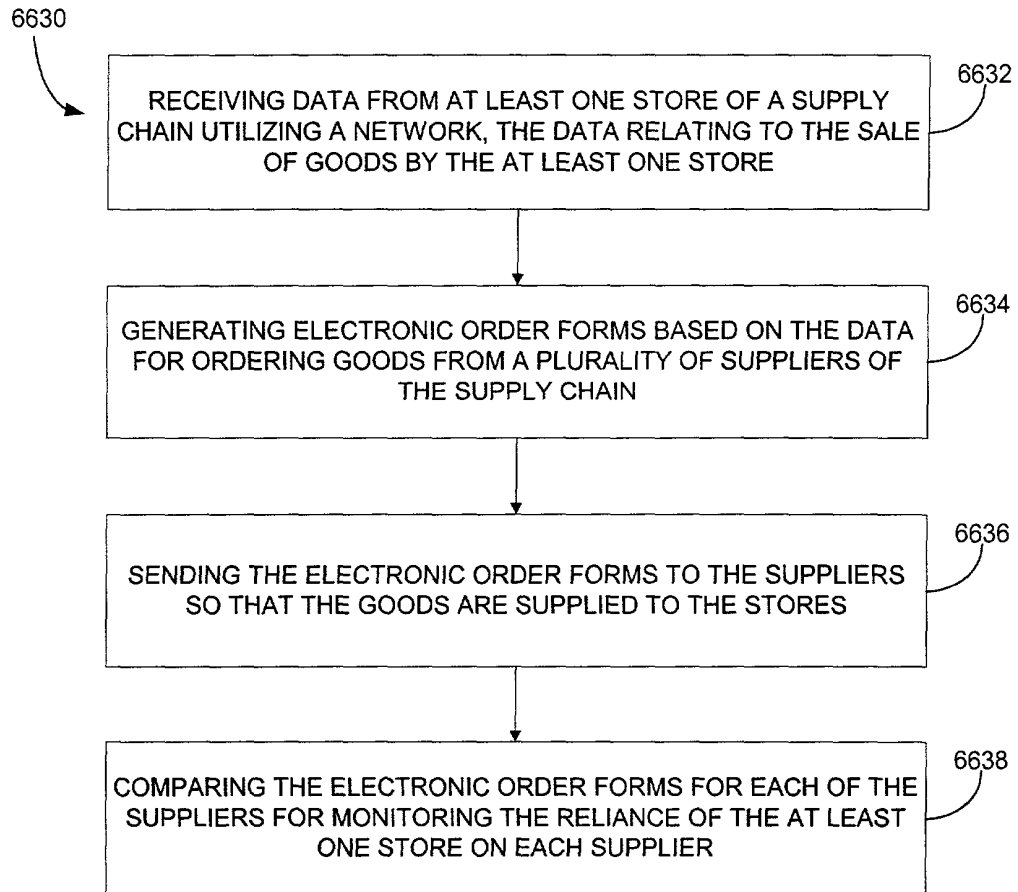 6630
6632
RECEIVING DATA FROM AT LEAST ONE STORE OF A SUPPLY
CHAIN UTILIZING A NETWORK, THE DATA RELATING TO THE SALE
OF GOODS BY THE AT LEAST ONE STORE
6634
GENERATING ELECTRONIC ORDER FORMS BASED ON THE DATA
FOR ORDERING GOODS FROM A PLURALITY OF SUPPLIERS OF
THE SUPPLY CHAIN
6636
SENDING THE ELECTRONIC ORDER FORMS TO THE SUPPLIERS
SO THAT THE GOODS ARE SUPPLIED TO THE STORES
6638
COMPARING THE ELECTRONIC ORDER FORMS FOR EACH OF THE
SUPPLIERS FOR MONITORING THE RELIANCE OF THE AT LEAST
ONE STORE ON EACH SUPPLIER